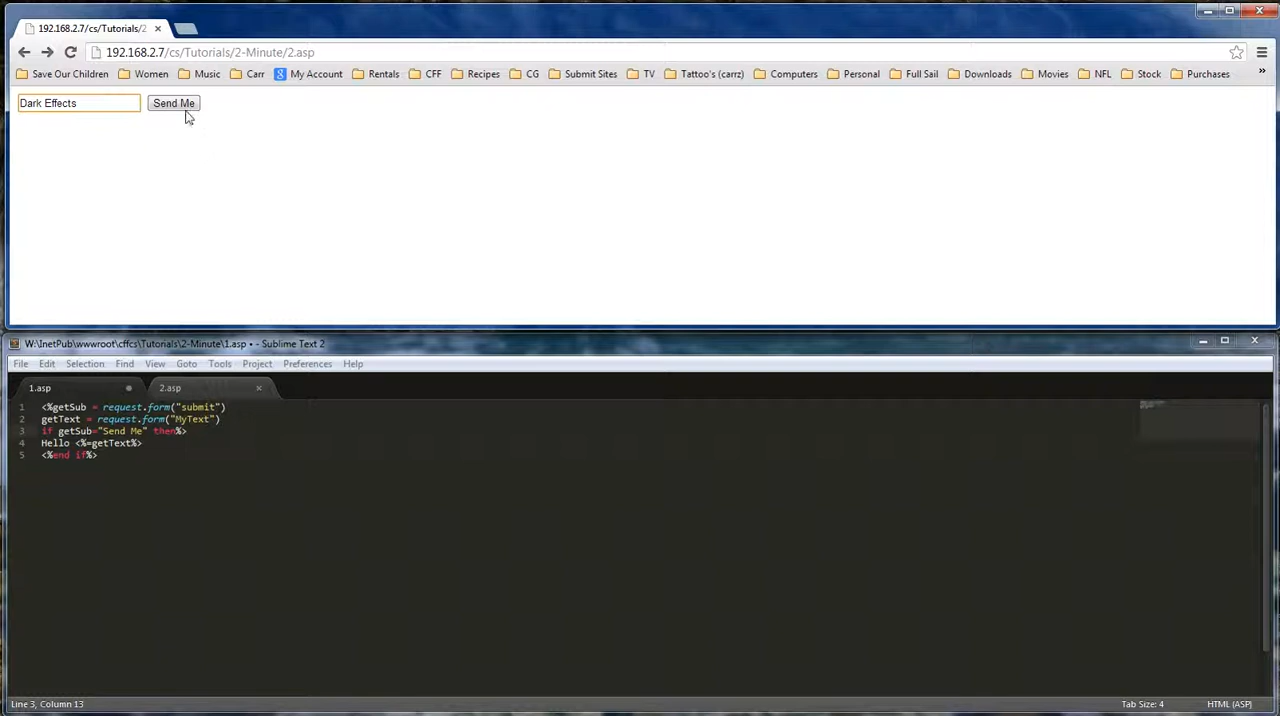 192.168.2.7/cs/Tutorials/2
192.168.2.7/cs/Tutorials/2-Minute/2.asp
Save Our Children Women Music Carr My Account Rentals CFF Recipes CG Submit Sites TV Tattoo's (carrz) Computers Personal Full Sail Downloads Movies NFL Stock Purchases »
Dark Effects Send Me
W:\InetPub\wwwroot\cffcs\Tutorials\2-Minute\1.asp • - Sublime Text 2
File Edit Selection Find View Goto Tools Project Preferences Help
1.asp 2.asp
1 <%getSub = request.form("submit")
2 getText = request.form("MyText")
3 if getSub="Send Me" then%>
4 Hello <%=getText%>
5 <%end if%>
Line 3, Column 13 Tab Size: 4 HTML (ASP)